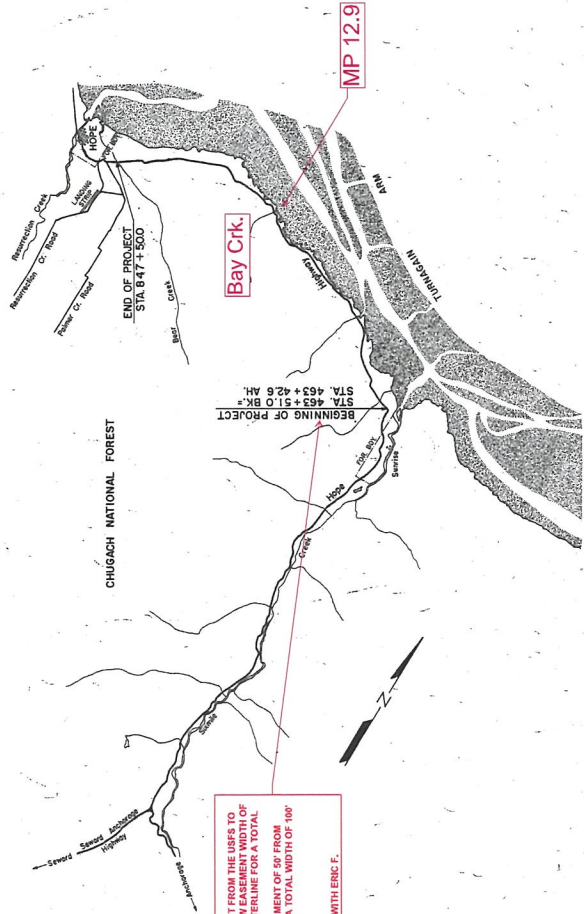 MP 12.9
Bay Crk.
HOPE
Resurrection Creek
LANDING
STRIP
Resurrection Cr. Road
Palmer Cr. Road
END OF PROJECT
STA. 847 + 50.0
Bear Creek
Highway
TURNAGAIN
ARM
BEGINNING OF PROJECT
STA. 463+51.0 BK=
STA. 463+42.6 AH.
CHUGACH NATIONAL FOREST
FOR BOY
Sunrise
Hope
Creek
Sixmile
N
Seward
Seward Anchorage
Highway
Anchorage
T FROM THE USFS TO
W EASEMENT WIDTH OF
TERLINE FOR A TOTAL
MENT OF 50' FROM
A TOTAL WIDTH OF 100'
WITH ERIC F.